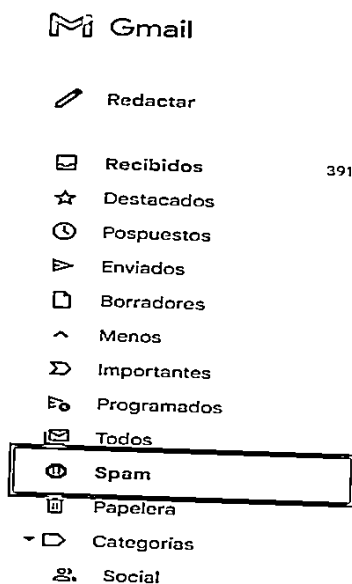 Gmail
Redactar
Recibidos 391
Destacados
Pospuestos
Enviados
Borradores
Menos
Importantes
Programados
Todos
Spam
Papelera
Categorías
Social